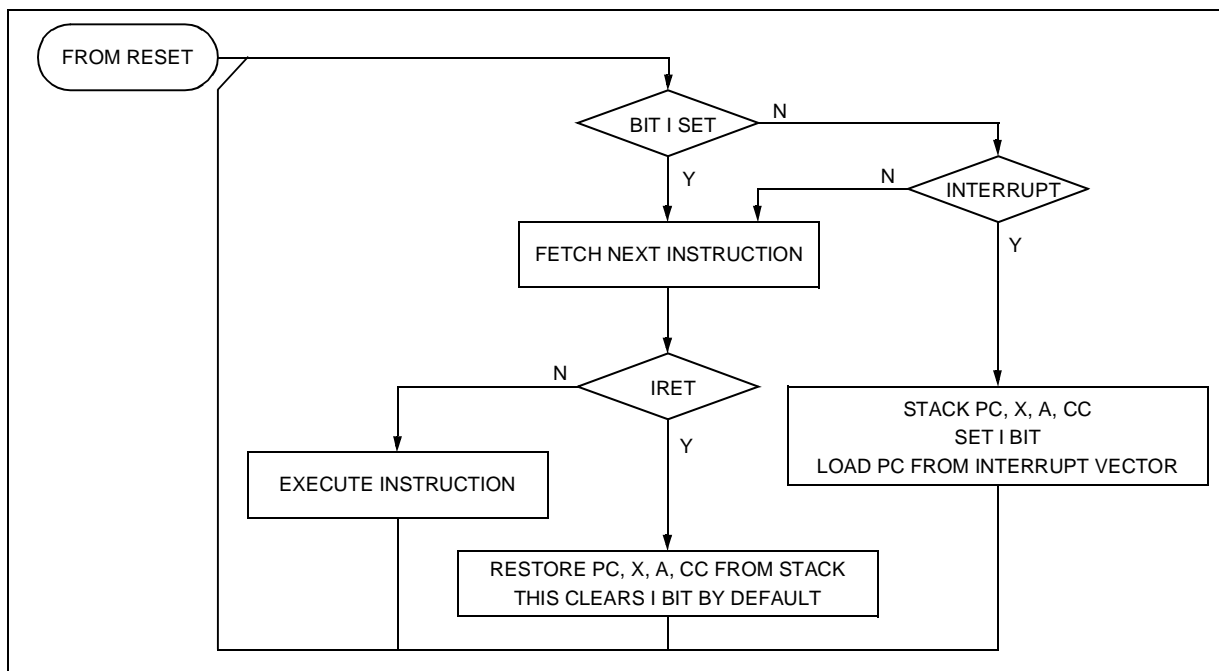 FROM RESET
BIT I SET
N
Y
N
INTERRUPT
Y
FETCH NEXT INSTRUCTION
N
IRET
Y
STACK PC, X, A, CC
SET I BIT
LOAD PC FROM INTERRUPT VECTOR
EXECUTE INSTRUCTION
RESTORE PC, X, A, CC FROM STACK
THIS CLEARS I BIT BY DEFAULT